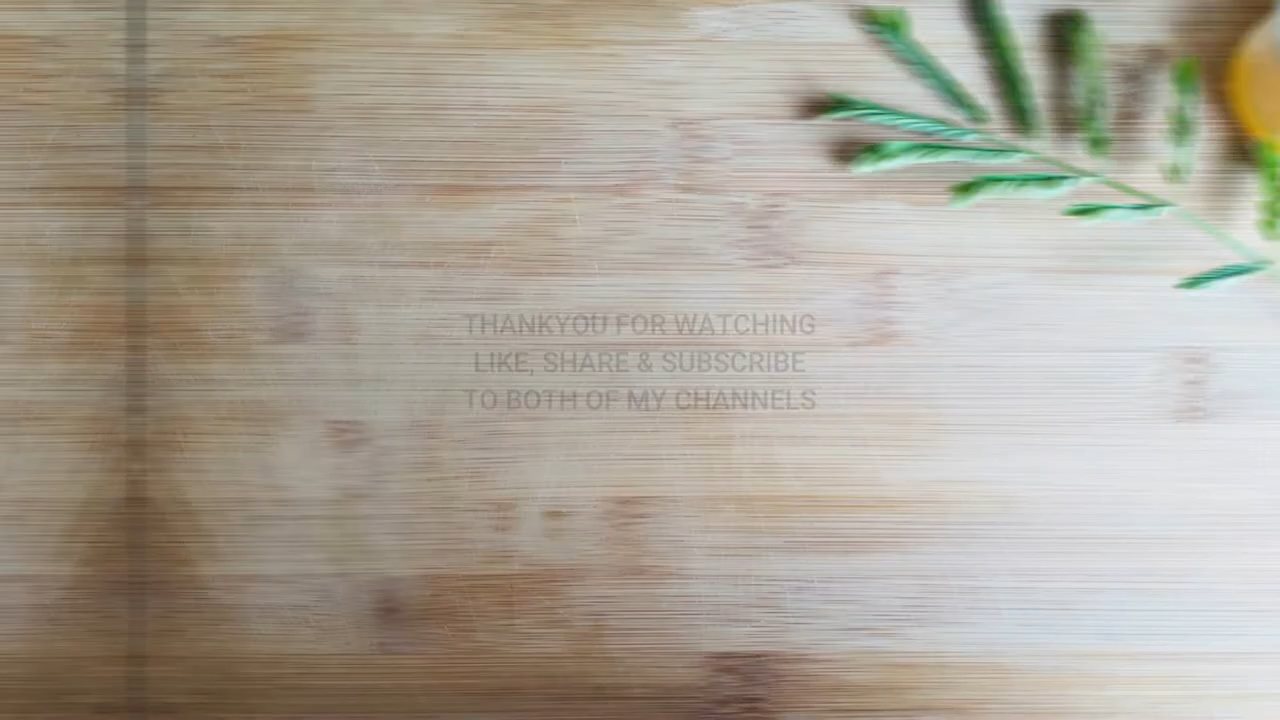 THANKYOU FOR WATCHING
LIKE, SHARE & SUBSCRIBE
TO BOTH OF MY CHANNELS